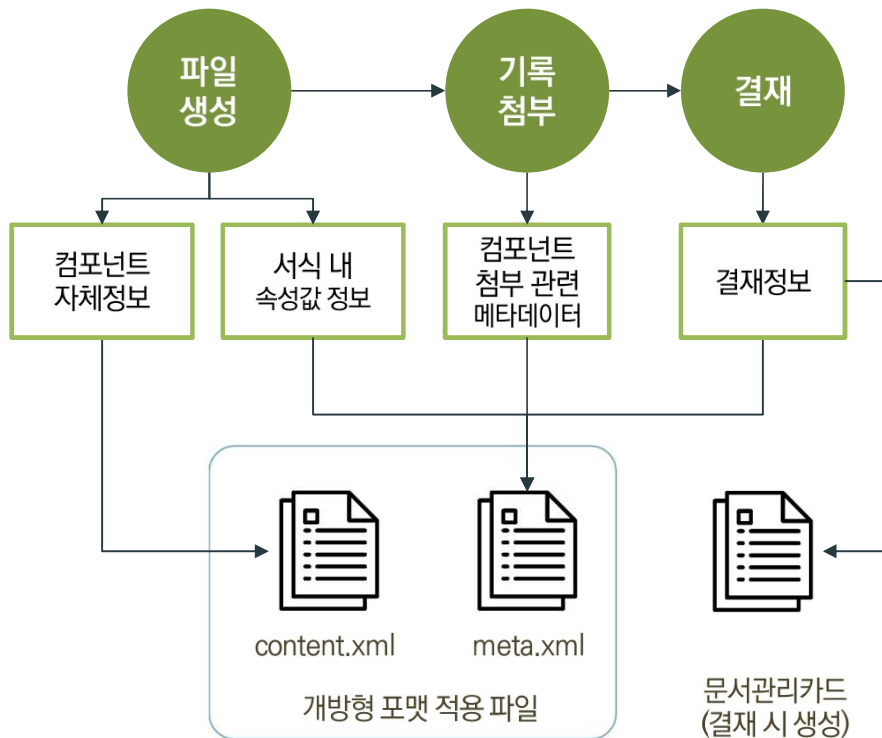 파일
생성
기록
첨부
결재
컴포넌트
자체정보
서식 내
속성값 정보
컴포넌트
첨부 관련
메타데이터
결재정보
content.xml
meta.xml
개방형 포맷 적용 파일
문서관리카드
(결재 시 생성)